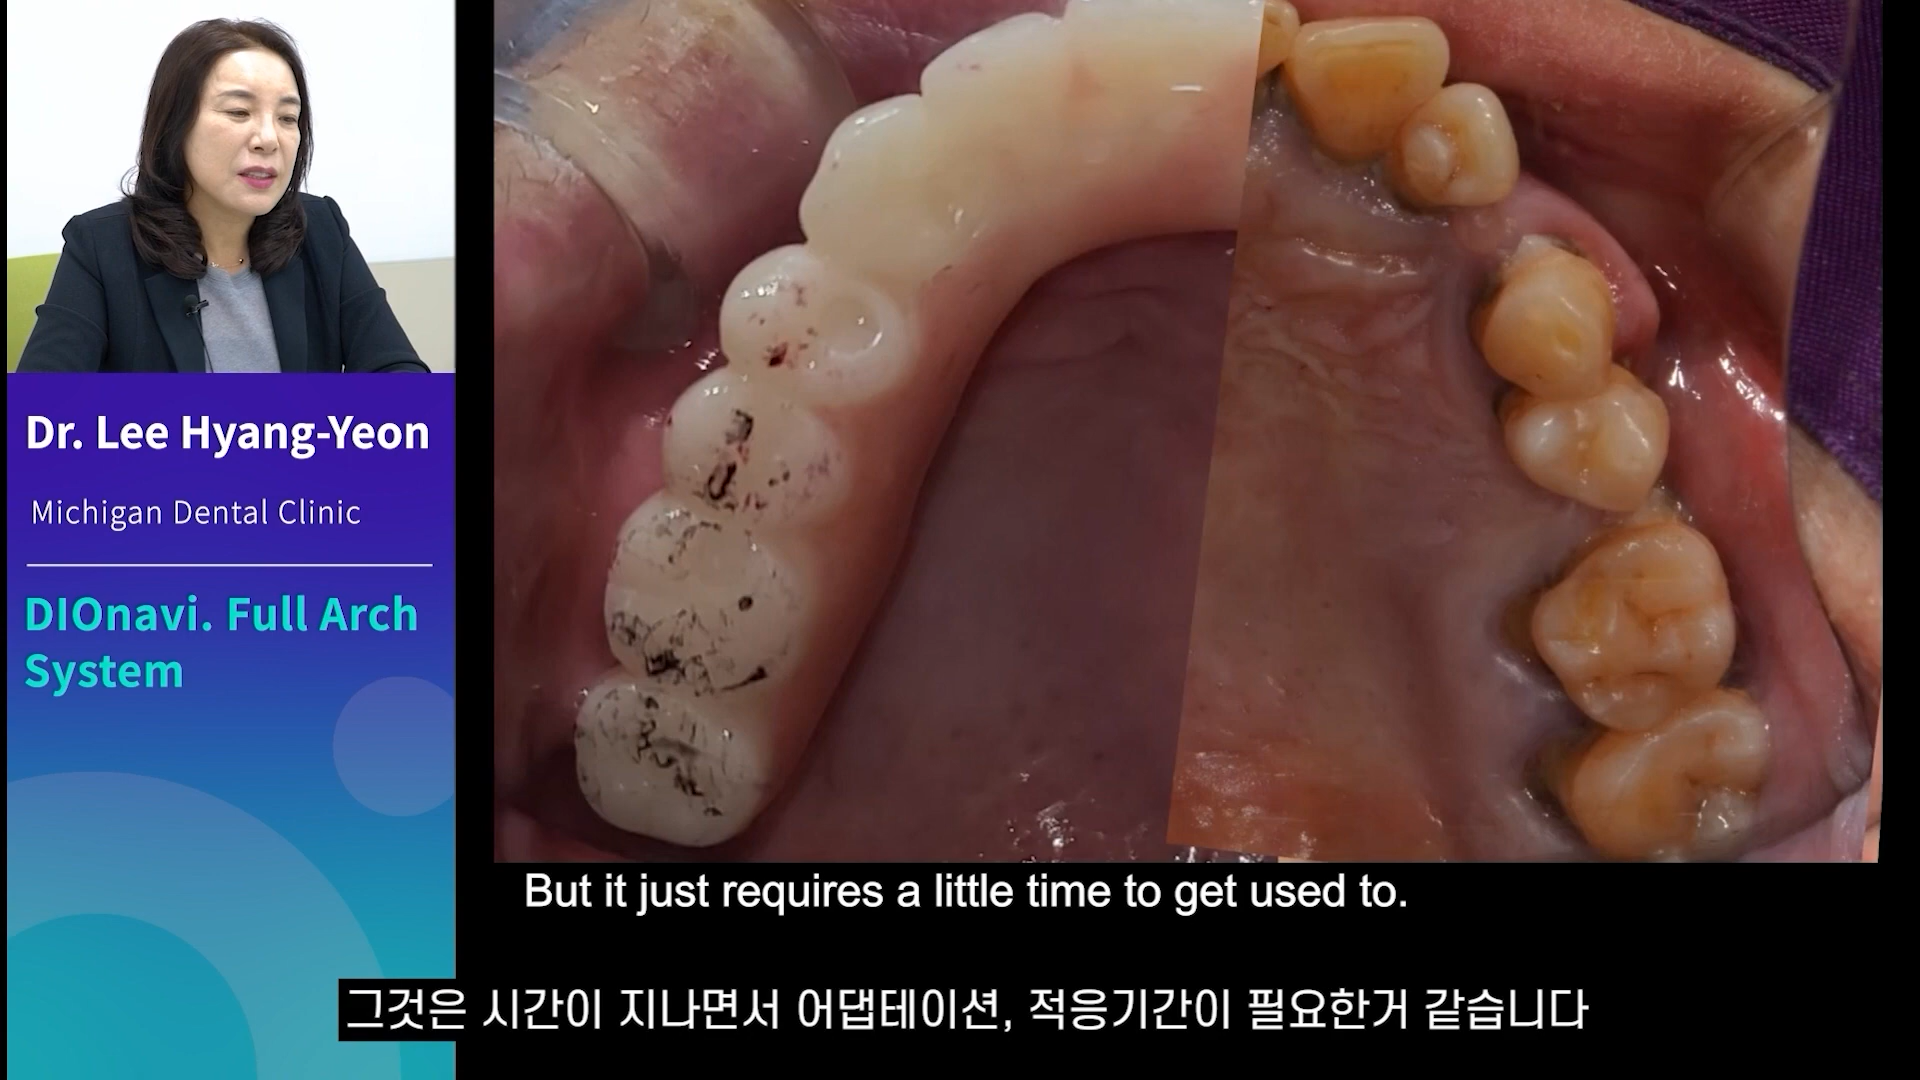 Dr. Lee Hyang-Yeon
Michigan Dental Clinic
DIOnavi. Full Arch
System
But it just requires a little time to get used to.
그것은 시간이 지나면서 어댑테이션, 적응기간이 필요한거 같습니다